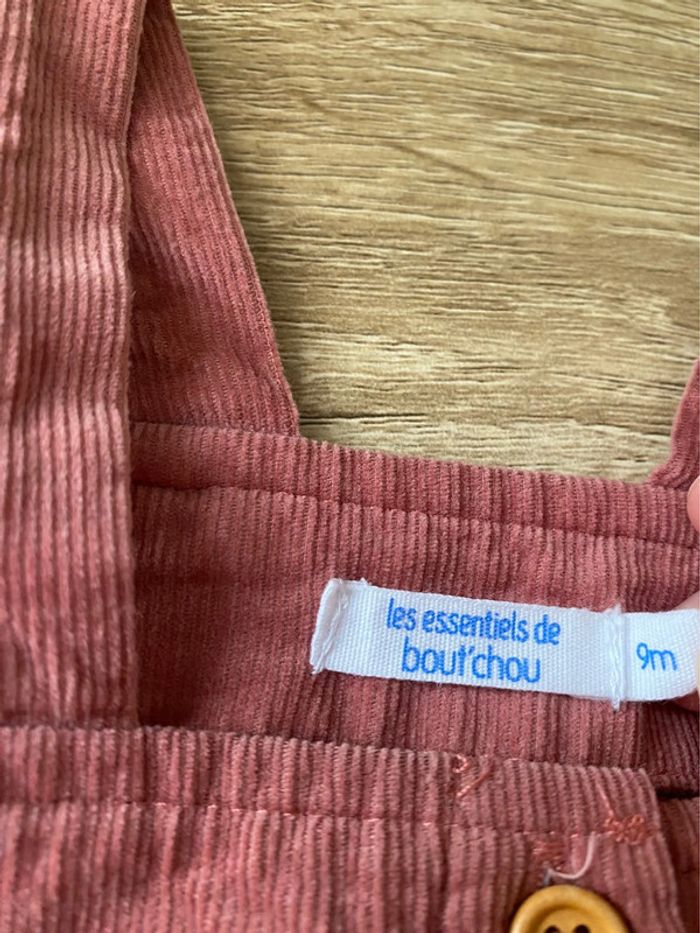 les essentiels de
bout'chou
9m